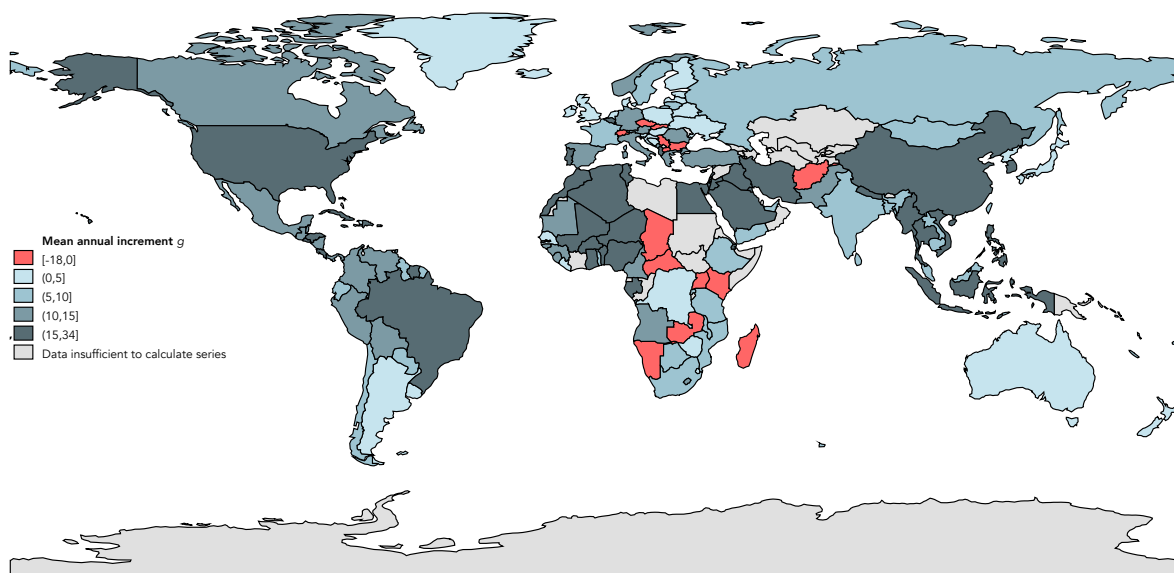 Mean annual increment g
[-18,0]
(0,5]
(5,10]
(10,15]
(15,34]
Data insufficient to calculate series